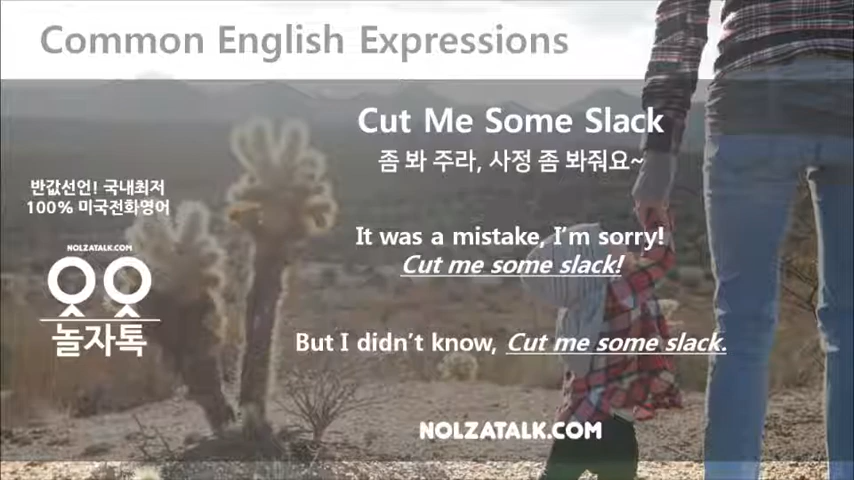 Common English Expressions
Cut Me Some Slack
좀 봐 주라, 사정 좀 봐줘요~
반값선언! 국내최저
100% 미국전화영어
NOLZATALK.COM
놀자톡
It was a mistake, I'm sorry!
Cut me some slack!
But I didn't know, Cut me some slack.
NOLZATALK.COM